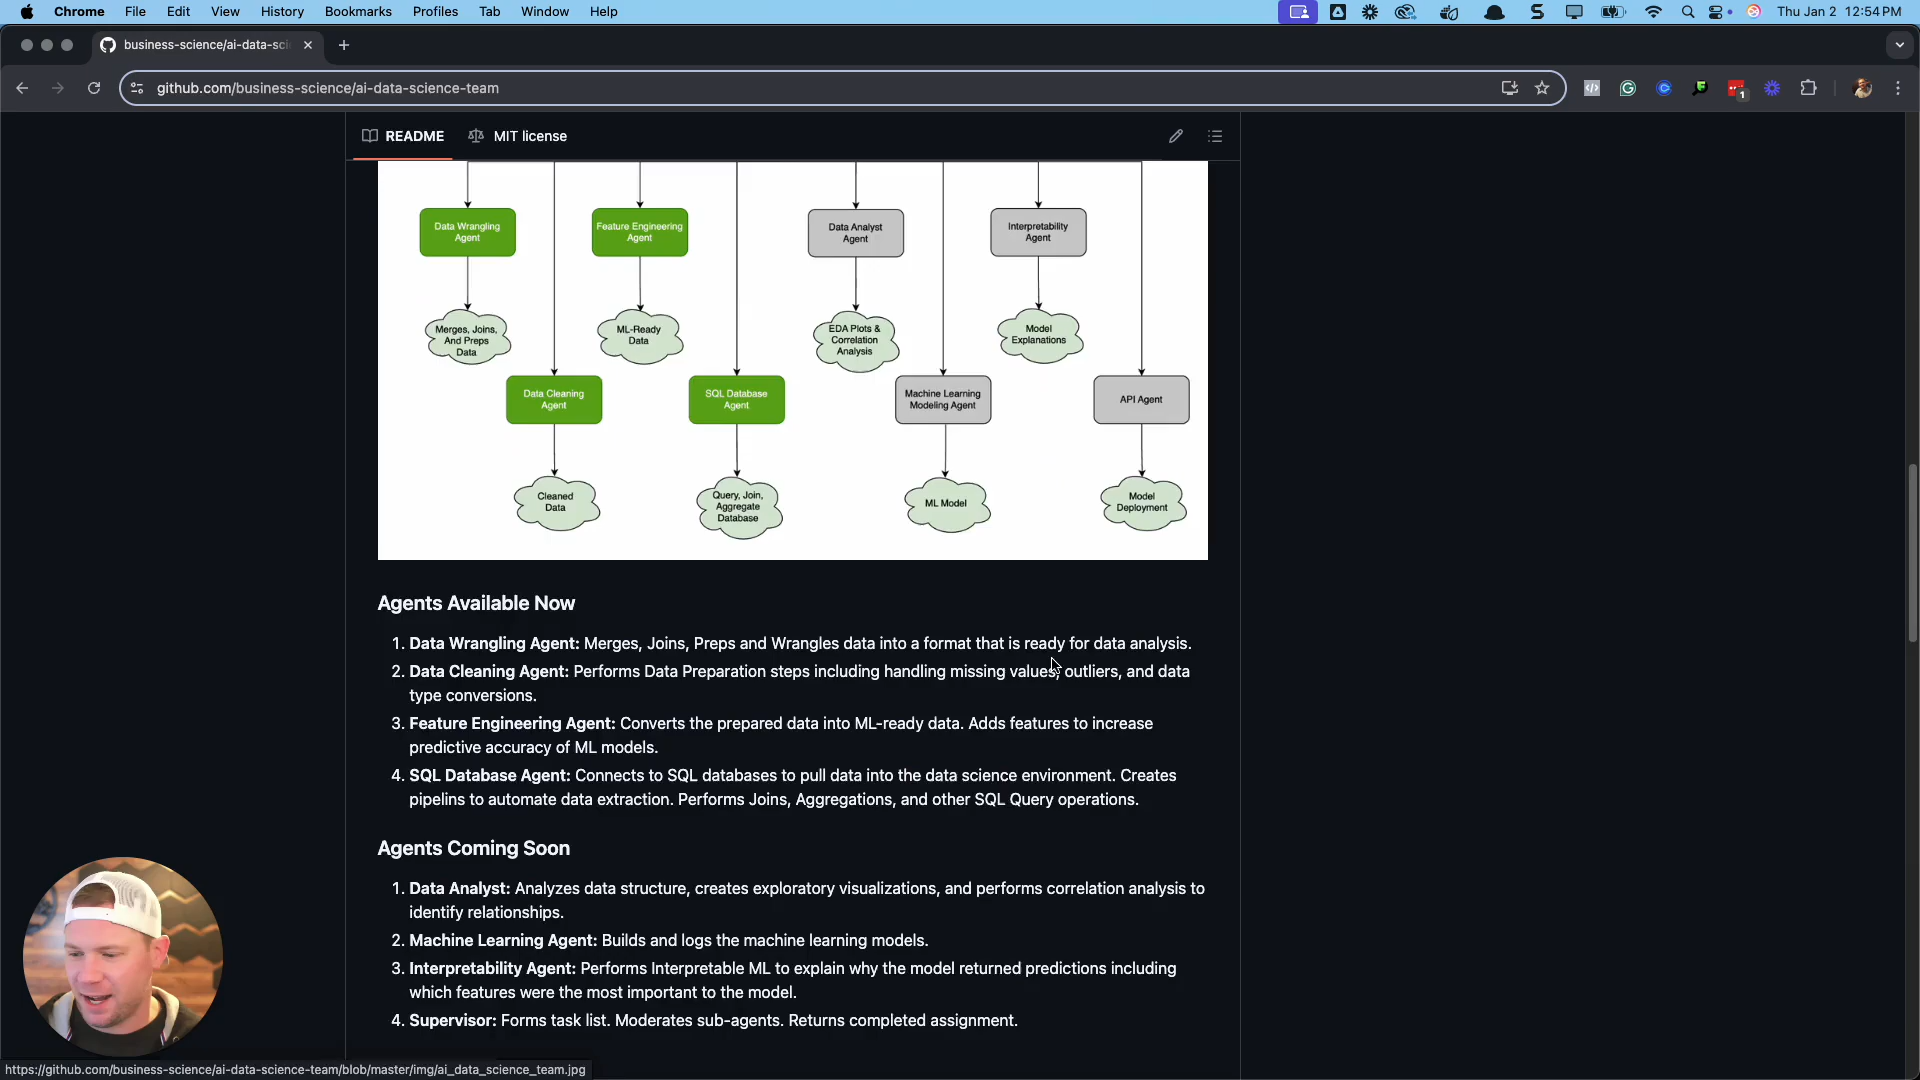 Chrome File Edit View History Bookmarks Profiles Tab Window Help Thu Jan 2 12:54 PM
business-science/ai-data-sci
github.com/business-science/ai-data-science-team
1
README MIT license
Data Wrangling
Agent
Feature Engineering
Agent
Data Analyst
Agent
Interpretability
Agent
Merges, Joins,
And Preps
Data
ML-Ready
Data
EDA Plots &
Correlation
Analysis
Model
Explanations
Data Cleaning
Agent
SQL Database
Agent
Machine Learning
Modeling Agent
API Agent
Cleaned
Data
Query, Join,
Aggregate
Database
ML Model
Model
Deployment
Agents Available Now
1. Data Wrangling Agent: Merges, Joins, Preps and Wrangles data into a format that is ready for data analysis.
2. Data Cleaning Agent: Performs Data Preparation steps including handling missing values, outliers, and data
type conversions.
3. Feature Engineering Agent: Converts the prepared data into ML-ready data. Adds features to increase
predictive accuracy of ML models.
4. SQL Database Agent: Connects to SQL databases to pull data into the data science environment. Creates
pipelins to automate data extraction. Performs Joins, Aggregations, and other SQL Query operations.
Agents Coming Soon
1. Data Analyst: Analyzes data structure, creates exploratory visualizations, and performs correlation analysis to
identify relationships.
2. Machine Learning Agent: Builds and logs the machine learning models.
3. Interpretability Agent: Performs Interpretable ML to explain why the model returned predictions including
which features were the most important to the model.
4. Supervisor: Forms task list. Moderates sub-agents. Returns completed assignment.
https://github.com/business-science/ai-data-science-team/blob/master/img/ai_data_science_team.jpg